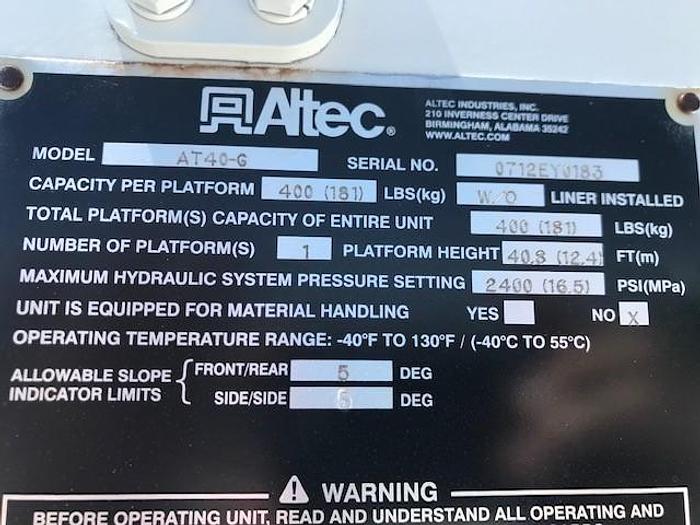 Altec®
ALTEC INDUSTRIES, INC.
210 INVERNESS CENTER DRIVE
BIRMINGHAM, ALABAMA 35242
WWW.ALTEC.COM
MODEL AT40-G SERIAL NO. 0712EY0183
CAPACITY PER PLATFORM 400 (181) LBS(kg) W/O LINER INSTALLED
TOTAL PLATFORM(S) CAPACITY OF ENTIRE UNIT 400 (181) LBS(kg)
NUMBER OF PLATFORM(S) 1 PLATFORM HEIGHT 40.8 (12.4) FT(m)
MAXIMUM HYDRAULIC SYSTEM PRESSURE SETTING 2400 (16.5) PSI(MPa)
UNIT IS EQUIPPED FOR MATERIAL HANDLING YES NO X
OPERATING TEMPERATURE RANGE: -40°F TO 130°F / (-40°C TO 55°C)
ALLOWABLE SLOPE INDICATOR LIMITS
FRONT/REAR 5 DEG
SIDE/SIDE 5 DEG
WARNING
BEFORE OPERATING UNIT, READ AND UNDERSTAND ALL OPERATING AND